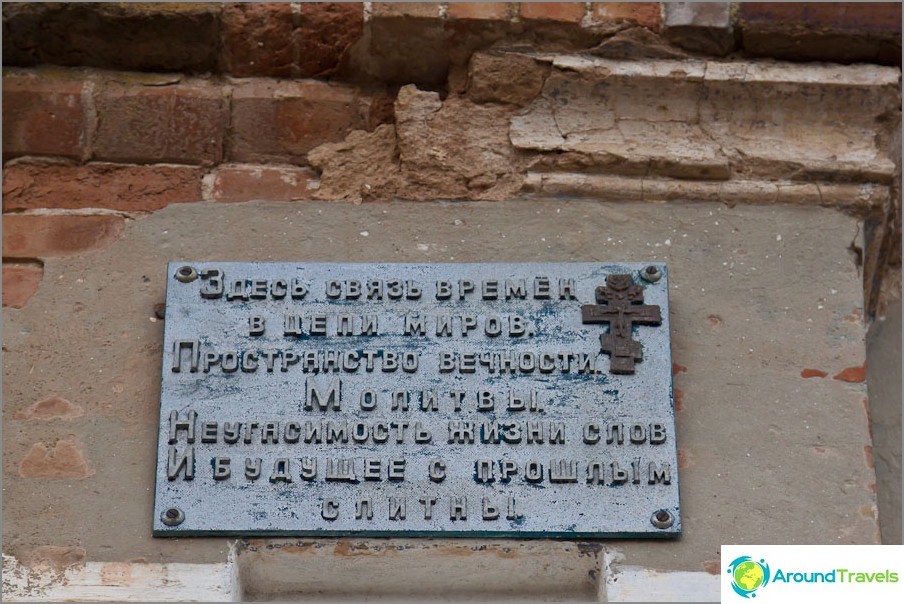 Здесь связь времён
в цепи миров.
Пространство вечности.
Молитвы.
Неугасимость жизни слов
И будущее с прошлым
слитны.
AroundTravels